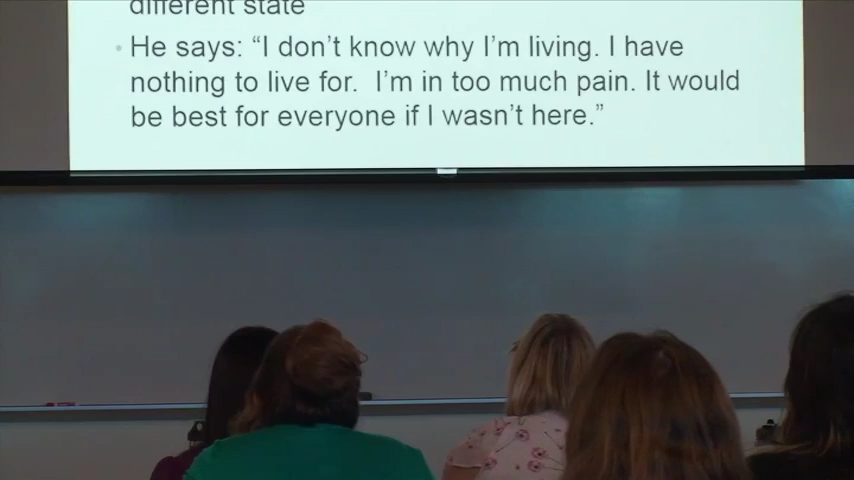 different state
• He says: “I don’t know why I’m living. I have
nothing to live for.  I’m in too much pain. It would
be best for everyone if I wasn’t here.”